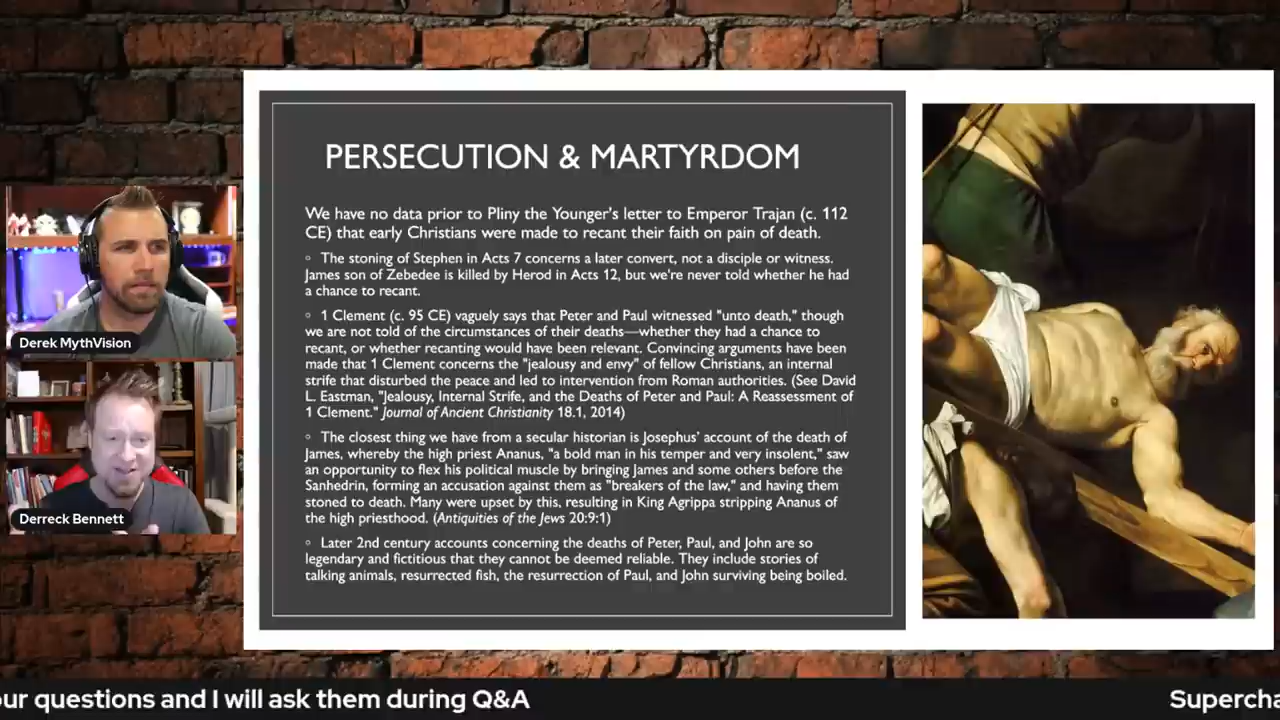 PERSECUTION & MARTYRDOM
We have no data prior to Pliny the Younger's letter to Emperor Trajan (c. 112
CE) that early Christians were made to recant their faith on pain of death.
◦ The stoning of Stephen in Acts 7 concerns a later convert, not a disciple or witness.
James son of Zebedee is killed by Herod in Acts 12, but we're never told whether he had
a chance to recant.
◦ 1 Clement (c. 95 CE) vaguely says that Peter and Paul witnessed "unto death," though
we are not told of the circumstances of their deaths—whether they had a chance to
recant, or whether recanting would have been relevant. Convincing arguments have been
made that 1 Clement concerns the "jealousy and envy" of fellow Christians, an internal
strife that disturbed the peace and led to intervention from Roman authorities. (See David
L. Eastman, "Jealousy, Internal Strife, and the Deaths of Peter and Paul: A Reassessment of
1 Clement." Journal of Ancient Christianity 18.1, 2014)
◦ The closest thing we have from a secular historian is Josephus' account of the death of
James, whereby the high priest Ananus, "a bold man in his temper and very insolent," saw
an opportunity to flex his political muscle by bringing James and some others before the
Sanhedrin, forming an accusation against them as "breakers of the law," and having them
stoned to death. Many were upset by this, resulting in King Agrippa stripping Ananus of
the high priesthood. (Antiquities of the Jews 20:9:1)
◦ Later 2nd century accounts concerning the deaths of Peter, Paul, and John are so
legendary and fictitious that they cannot be deemed reliable. They include stories of
talking animals, resurrected fish, the resurrection of Paul, and John surviving being boiled.
Derek MythVision
Derreck Bennett
our questions and I will ask them during Q&A
Supercha